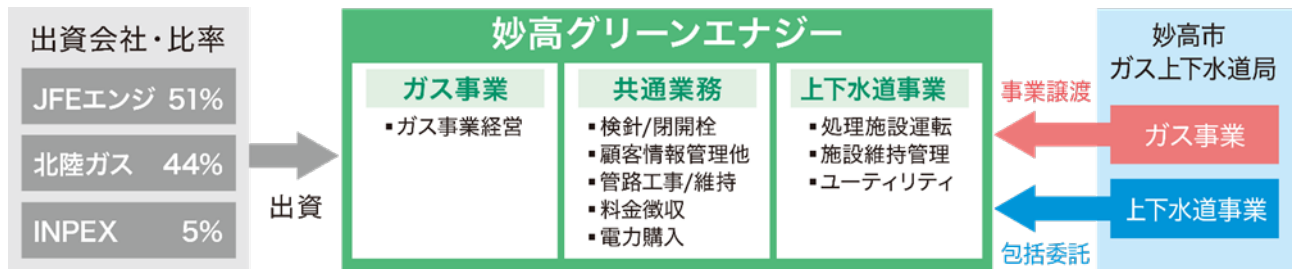 出資会社・比率
JFEエンジ 51%
北陸ガス 44%
INPEX 5%
出資
妙高グリーンエナジー
ガス事業
▪ガス事業経営
共通業務
▪検針/閉開栓
▪顧客情報管理他
▪管路工事/維持
▪料金徴収
▪電力購入
上下水道事業
▪処理施設運転
▪施設維持管理
▪ユーティリティ
事業譲渡
包括委託
妙高市
ガス上下水道局
ガス事業
上下水道事業